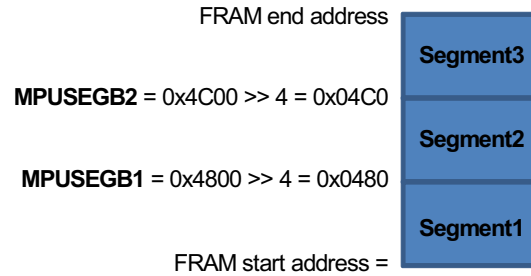 FRAM end address
Segment3
MPUSEGB2 = 0x4C00 >> 4 = 0x04C0
Segment2
MPUSEGB1 = 0x4800 >> 4 = 0x0480
Segment1
FRAM start address =